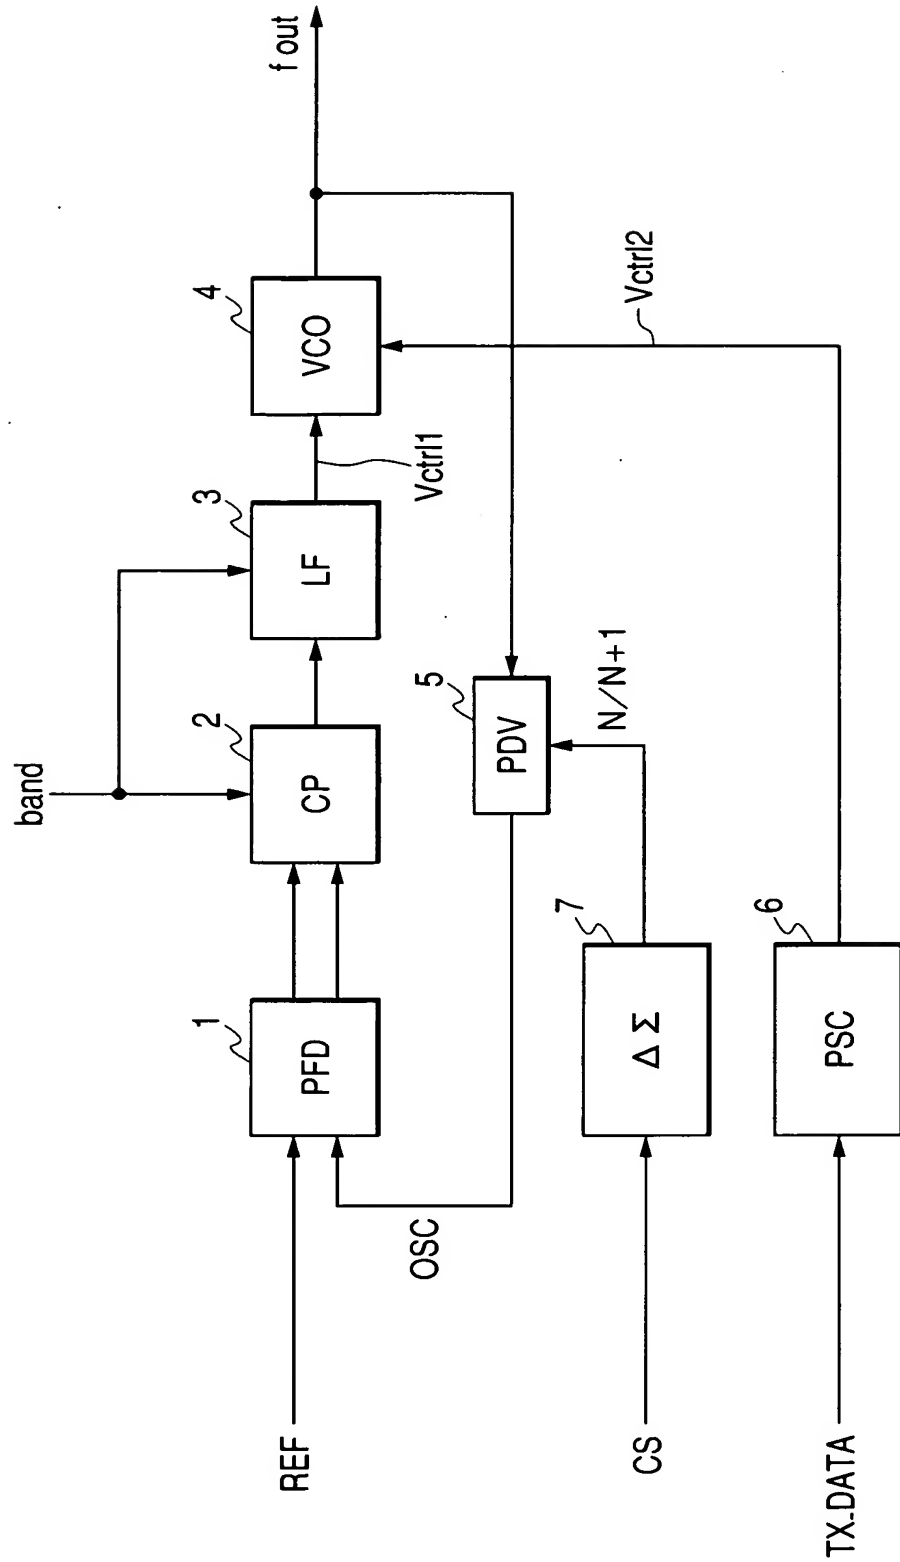 band
1
PFD
2
CP
3
LF
4
VCO
f out
REF
Vctrl1
OSC
5
PDV
N/N+1
Vctrl2
CS
7
ΔΣ
TX-DATA
6
PSC